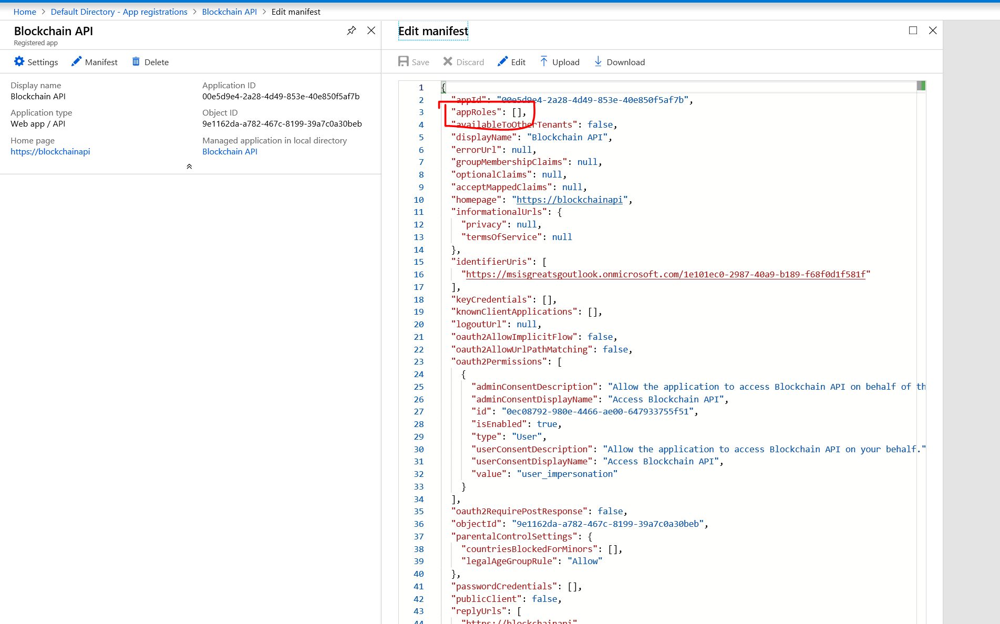 Home > Default Directory - App registrations > Blockchain API > Edit manifest
Blockchain API
Registered app
Settings Manifest Delete
Display name
Blockchain API
Application ID
00e5d9e4-2a28-4d49-853e-40e850f5af7b
Application type
Web app / API
Object ID
9e1162da-a782-467c-8199-39a7c0a30beb
Home page
https://blockchainapi
Managed application in local directory
Blockchain API
Edit manifest
Save Discard Edit Upload Download
1 {
2 "appId": "00e5d9e4-2a28-4d49-853e-40e850f5af7b",
3 "appRoles": [],
4 "availableToOtherTenants": false,
5 "displayName": "Blockchain API",
6 "errorUrl": null,
7 "groupMembershipClaims": null,
8 "optionalClaims": null,
9 "acceptMappedClaims": null,
10 "homepage": "https://blockchainapi",
11 "informationalUrls": {
12 "privacy": null,
13 "termsOfService": null
14 },
15 "identifierUris": [
16 "https://msisgreatsgoutlook.onmicrosoft.com/1e101ec0-2987-40a9-b189-f68f0d1f581f"
17 ],
18 "keyCredentials": [],
19 "knownClientApplications": [],
20 "logoutUrl": null,
21 "oauth2AllowImplicitFlow": false,
22 "oauth2AllowUrlPathMatching": false,
23 "oauth2Permissions": [
24 {
25 "adminConsentDescription": "Allow the application to access Blockchain API on behalf of th
26 "adminConsentDisplayName": "Access Blockchain API",
27 "id": "0ec08792-980e-4466-ae00-647933755f51",
28 "isEnabled": true,
29 "type": "User",
30 "userConsentDescription": "Allow the application to access Blockchain API on your behalf."
31 "userConsentDisplayName": "Access Blockchain API",
32 "value": "user_impersonation"
33 }
34 ],
35 "oauth2RequirePostResponse": false,
36 "objectId": "9e1162da-a782-467c-8199-39a7c0a30beb",
37 "parentalControlSettings": {
38 "countriesBlockedForMinors": [],
39 "legalAgeGroupRule": "Allow"
40 },
41 "passwordCredentials": [],
42 "publicClient": false,
43 "replyUrls": [
44 "https://blockchainapi"